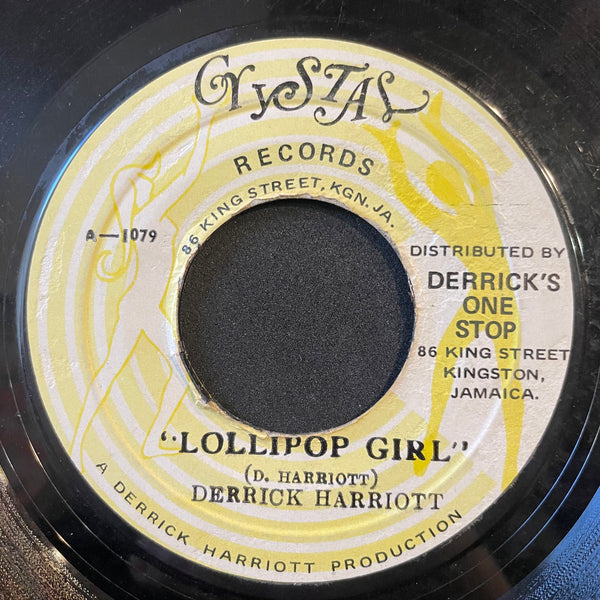 CRYSTAL
RECORDS
86 KING STREET, KGN. JA.
A—1079
DISTRIBUTED BY
DERRICK'S
ONE
STOP
86 KING STREET
KINGSTON,
JAMAICA.
"LOLLIPOP GIRL"
(D. HARRIOTT)
DERRICK HARRIOTT
A DERRICK HARRIOTT PRODUCTION